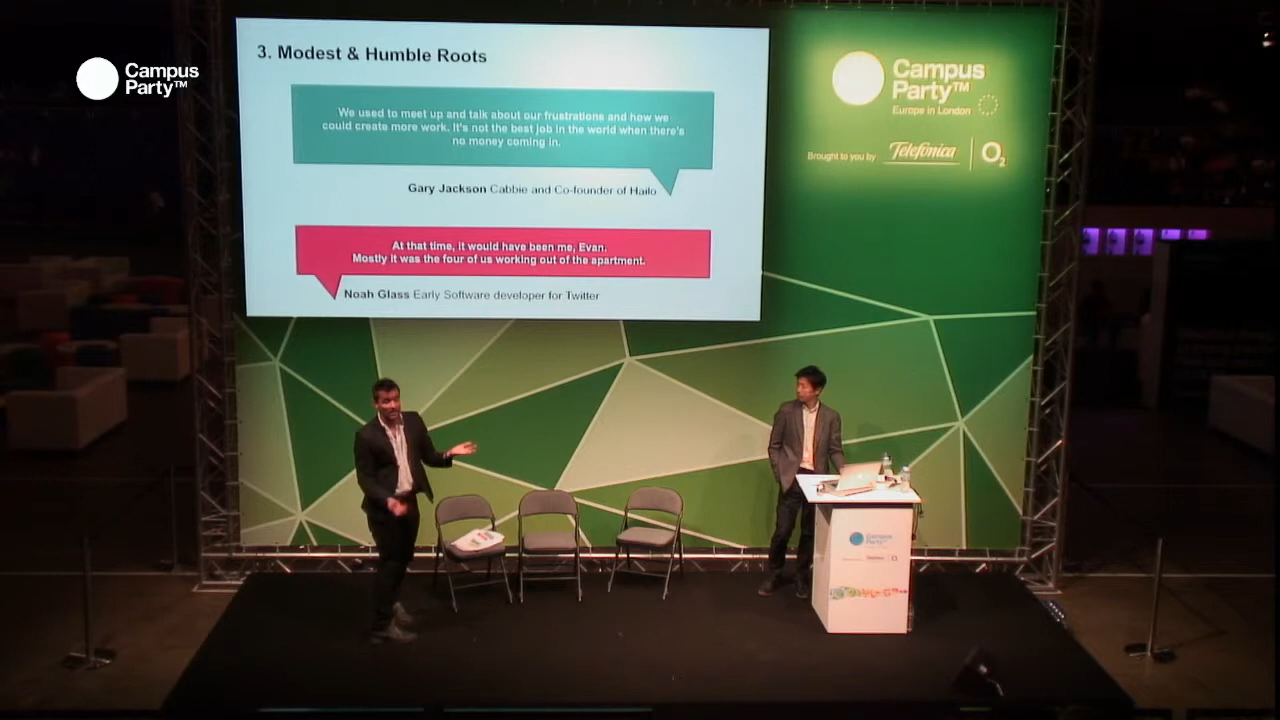 3. Modest & Humble Roots
We used to meet up and talk about our frustrations and how we
could create more work. It's not the best job in the world when there's
no money coming in.
Gary Jackson Cabbie and Co-founder of Hailo
At that time, it would have been me, Evan.
Mostly it was the four of us working out of the apartment.
Noah Glass Early Software developer for Twitter
Campus
Party™
Campus
Party™
Europe in London
Brought to you by Telefónica O2
Campus
Party™